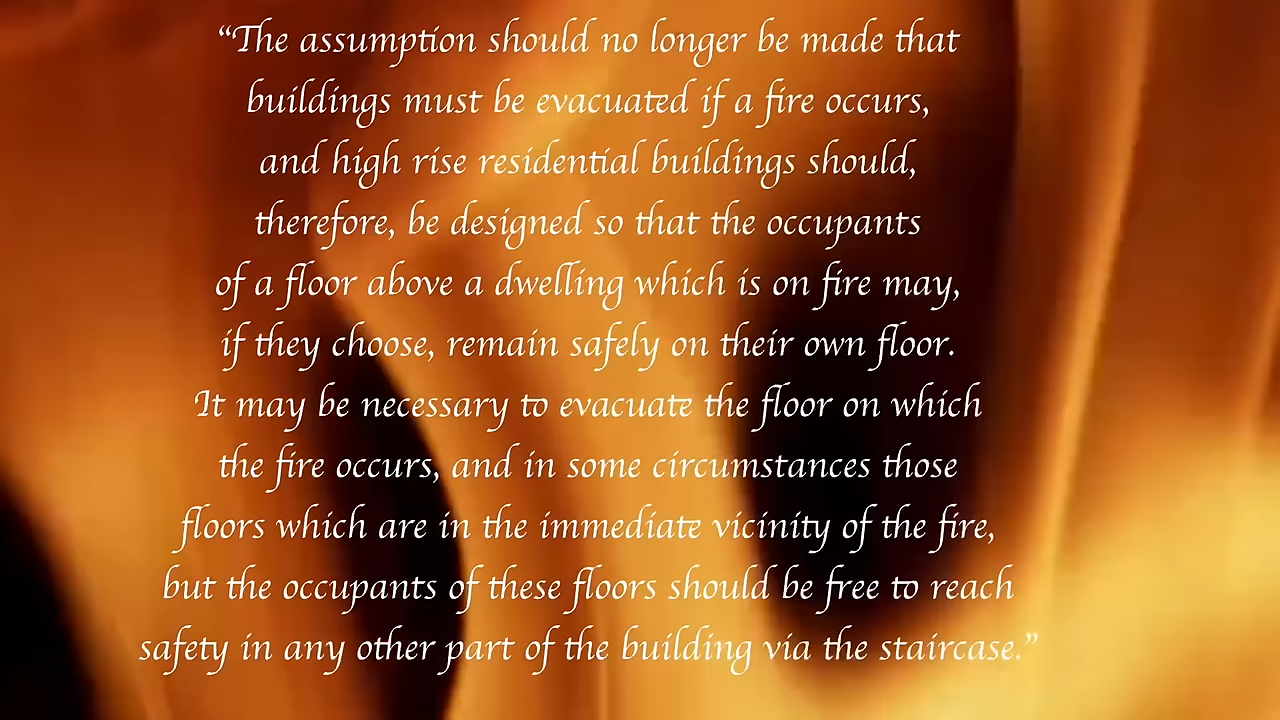 “The assumption should no longer be made that
buildings must be evacuated if a fire occurs,
and high rise residential buildings should,
therefore, be designed so that the occupants
of a floor above a dwelling which is on fire may,
if they choose, remain safely on their own floor.
It may be necessary to evacuate the floor on which
the fire occurs, and in some circumstances those
floors which are in the immediate vicinity of the fire,
but the occupants of these floors should be free to reach
safety in any other part of the building via the staircase.”